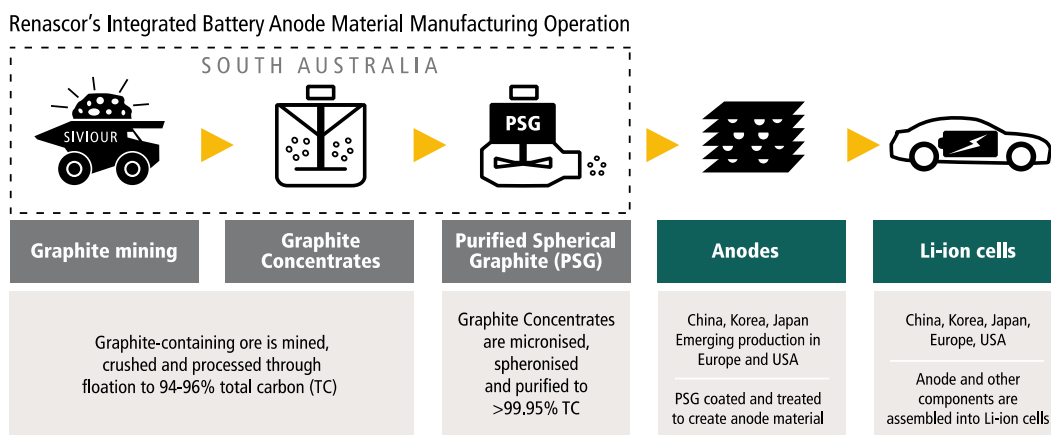 Renascor's Integrated Battery Anode Material Manufacturing Operation
SOUTH AUSTRALIA
SIVIOUR
PSG
Graphite mining
Graphite
Concentrates
Purified Spherical
Graphite (PSG)
Anodes
Li-ion cells
Graphite-containing ore is mined,
crushed and processed through
floation to 94-96% total carbon (TC)
Graphite Concentrates
are micronised,
spheronised
and purified to
>99.95% TC
China, Korea, Japan
Emerging production in
Europe and USA
PSG coated and treated
to create anode material
China, Korea, Japan,
Europe, USA
Anode and other
components are
assembled into Li-ion cells